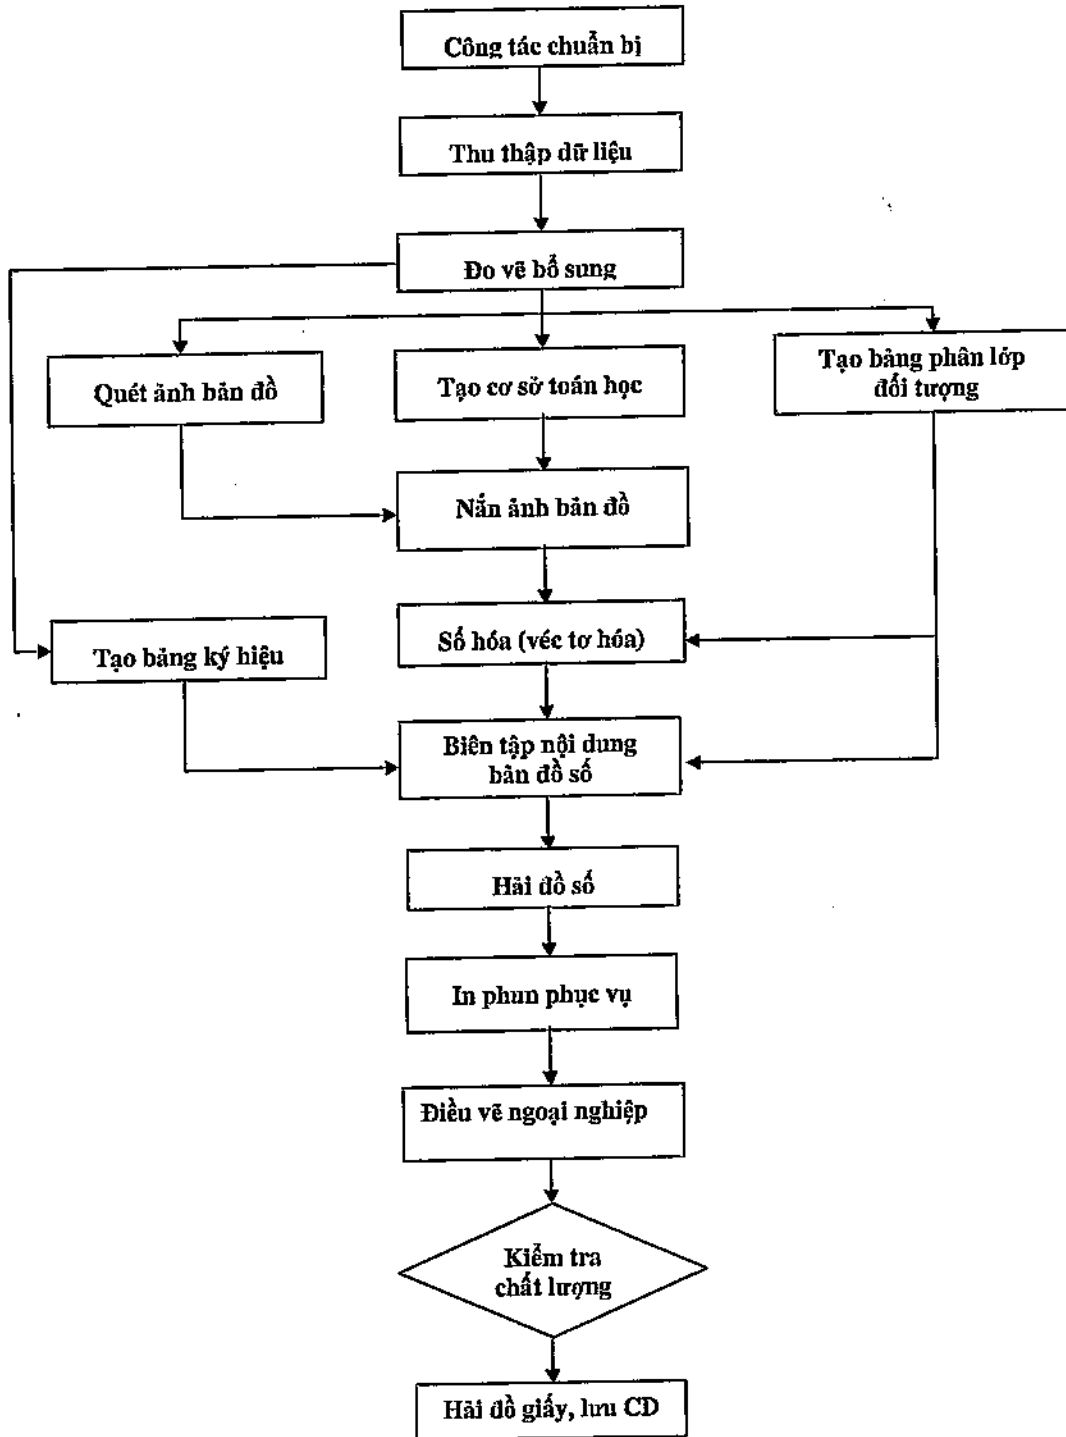 Công tác chuẩn bị
Thu thập dữ liệu
Đo vẽ bổ sung
Quét ảnh bản đồ
Tạo cơ sở toán học
Tạo bảng phân lớp
đối tượng
Nắn ảnh bản đồ
Số hóa (véc tơ hóa)
Tạo bảng ký hiệu
Biên tập nội dung
bản đồ số
Hải đồ số
In phun phục vụ
Điều vẽ ngoại nghiệp
Kiểm tra
chất lượng
Hải đồ giấy, lưu CD